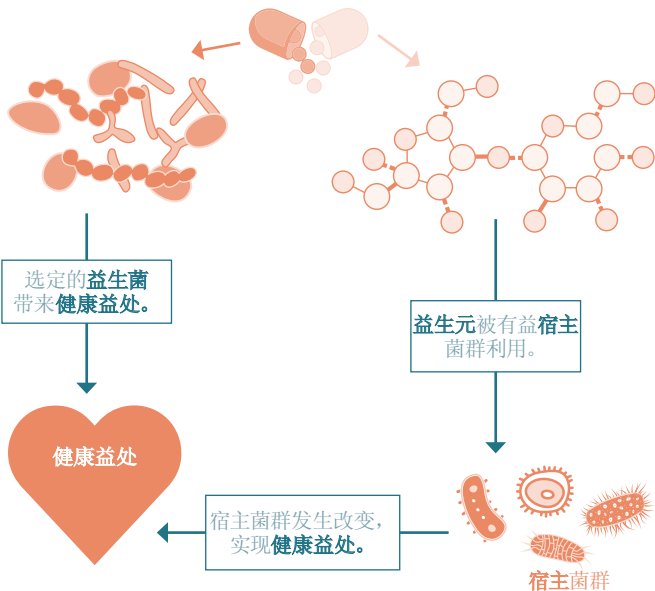 选定的益生菌
带来健康益处。
益生元被有益宿主
菌群利用。
健康益处
宿主菌群发生改变，
实现健康益处。
宿主菌群